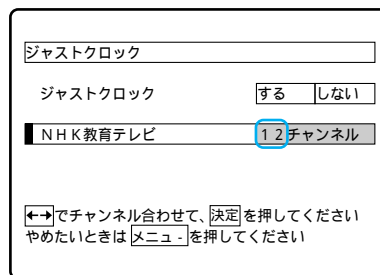 ジャストクロック
ジャストクロック する しない
NHK教育テレビ 12チャンネル
←→でチャンネル合わせて、決定を押してください
やめたいときはメニュ-を押してください